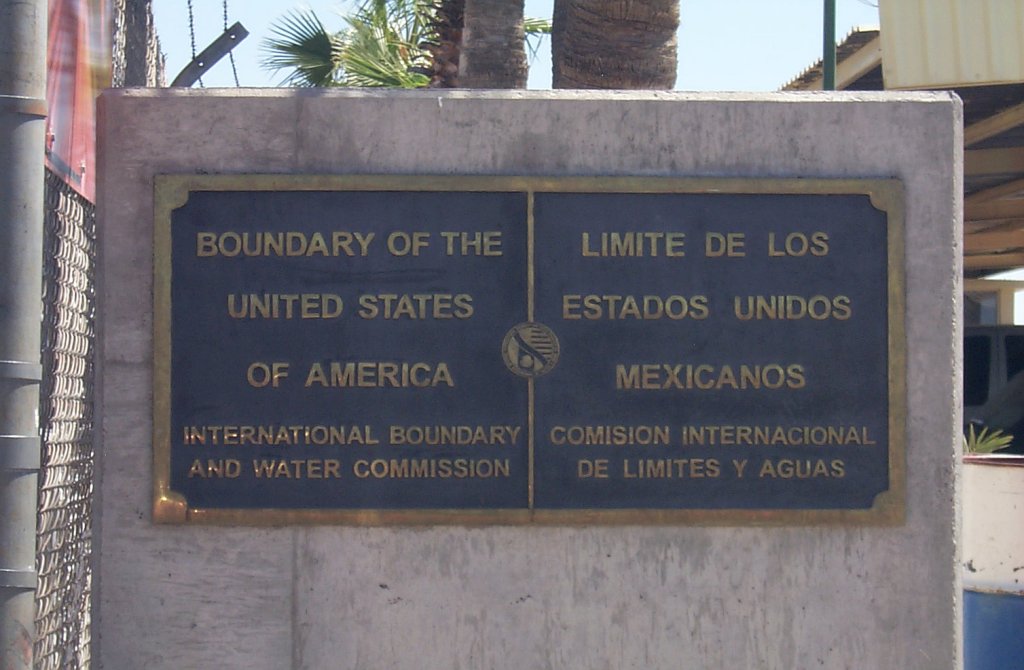 BOUNDARY OF THE
UNITED STATES
OF AMERICA
INTERNATIONAL BOUNDARY
AND WATER COMMISSION
LIMITE DE LOS
ESTADOS UNIDOS
MEXICANOS
COMISION INTERNACIONAL
DE LIMITES Y AGUAS